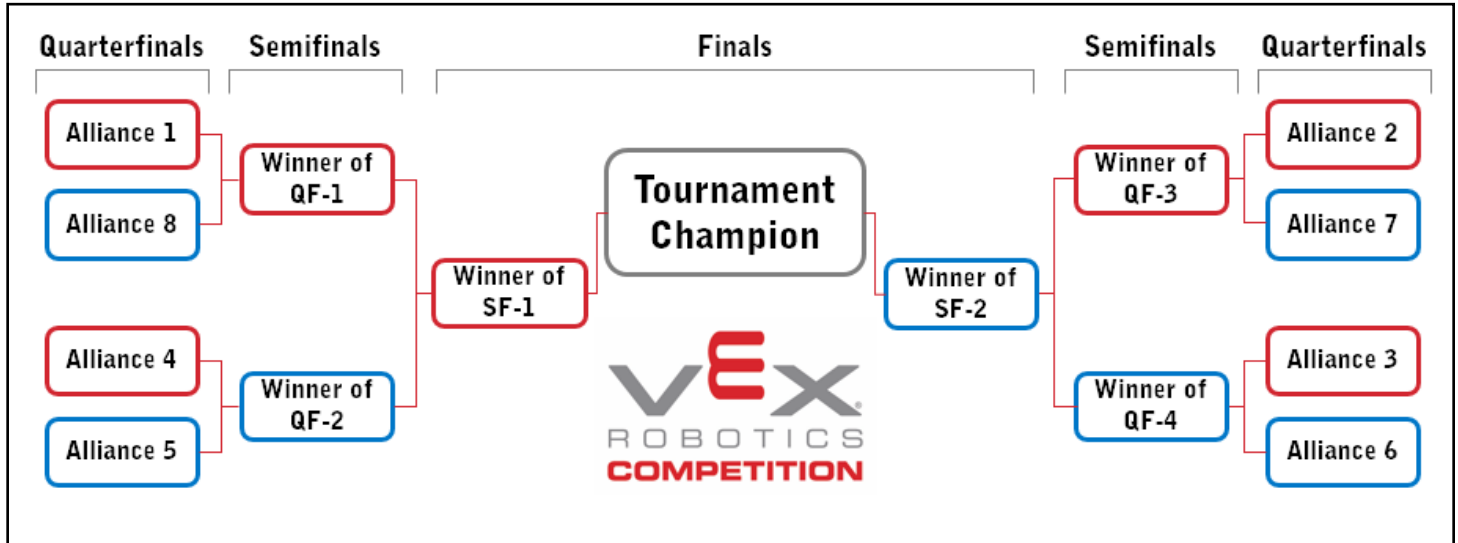 Quarterfinals
Semifinals
Finals
Semifinals
Quarterfinals
Alliance 1
Alliance 8
Alliance 4
Alliance 5
Winner of
QF-1
Winner of
QF-2
Winner of
SF-1
Tournament
Champion
VEX®
ROBOTICS
COMPETITION
Winner of
SF-2
Winner of
QF-3
Winner of
QF-4
Alliance 2
Alliance 7
Alliance 3
Alliance 6